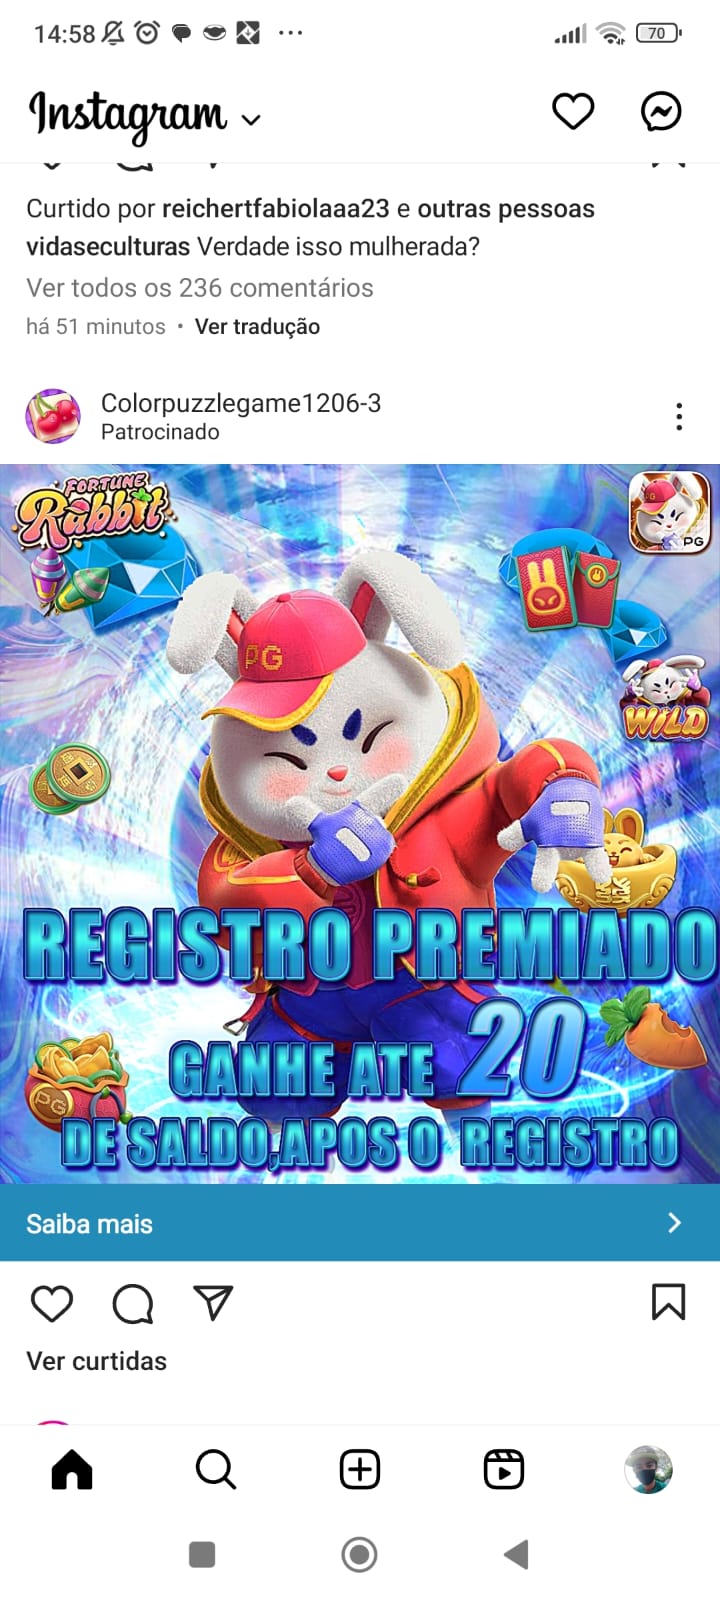 14:58
70
Instagram
Curtido por reichertfabiolaaa23 e outras pessoas
vidaseculturas Verdade isso mulherada?
Ver todos os 236 comentários
há 51 minutos • Ver tradução
Colorpuzzlegame1206-3
Patrocinado
FORTUNE
Rabbit
PG
PG
WILD
REGISTRO PREMIADO
GANHE ATE 20
PG
DE SALDO,APOS O REGISTRO
Saiba mais
Ver curtidas